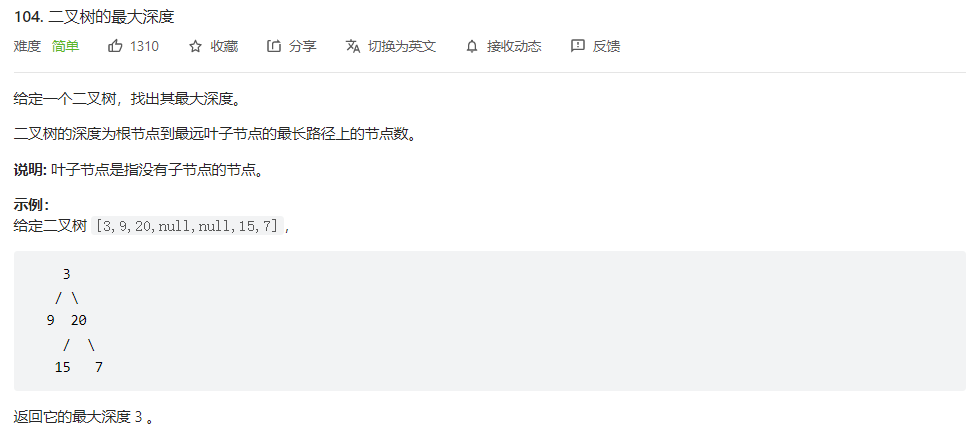 104. 二叉树的最大深度
难度 简单 1310 收藏 分享 切换为英文 接收动态 反馈
给定一个二叉树，找出其最大深度。
二叉树的深度为根节点到最远叶子节点的最长路径上的节点数。
说明: 叶子节点是指没有子节点的节点。
示例：
给定二叉树 [3,9,20,null,null,15,7]，
3
/ \
9 20
/ \
15 7
返回它的最大深度 3 。